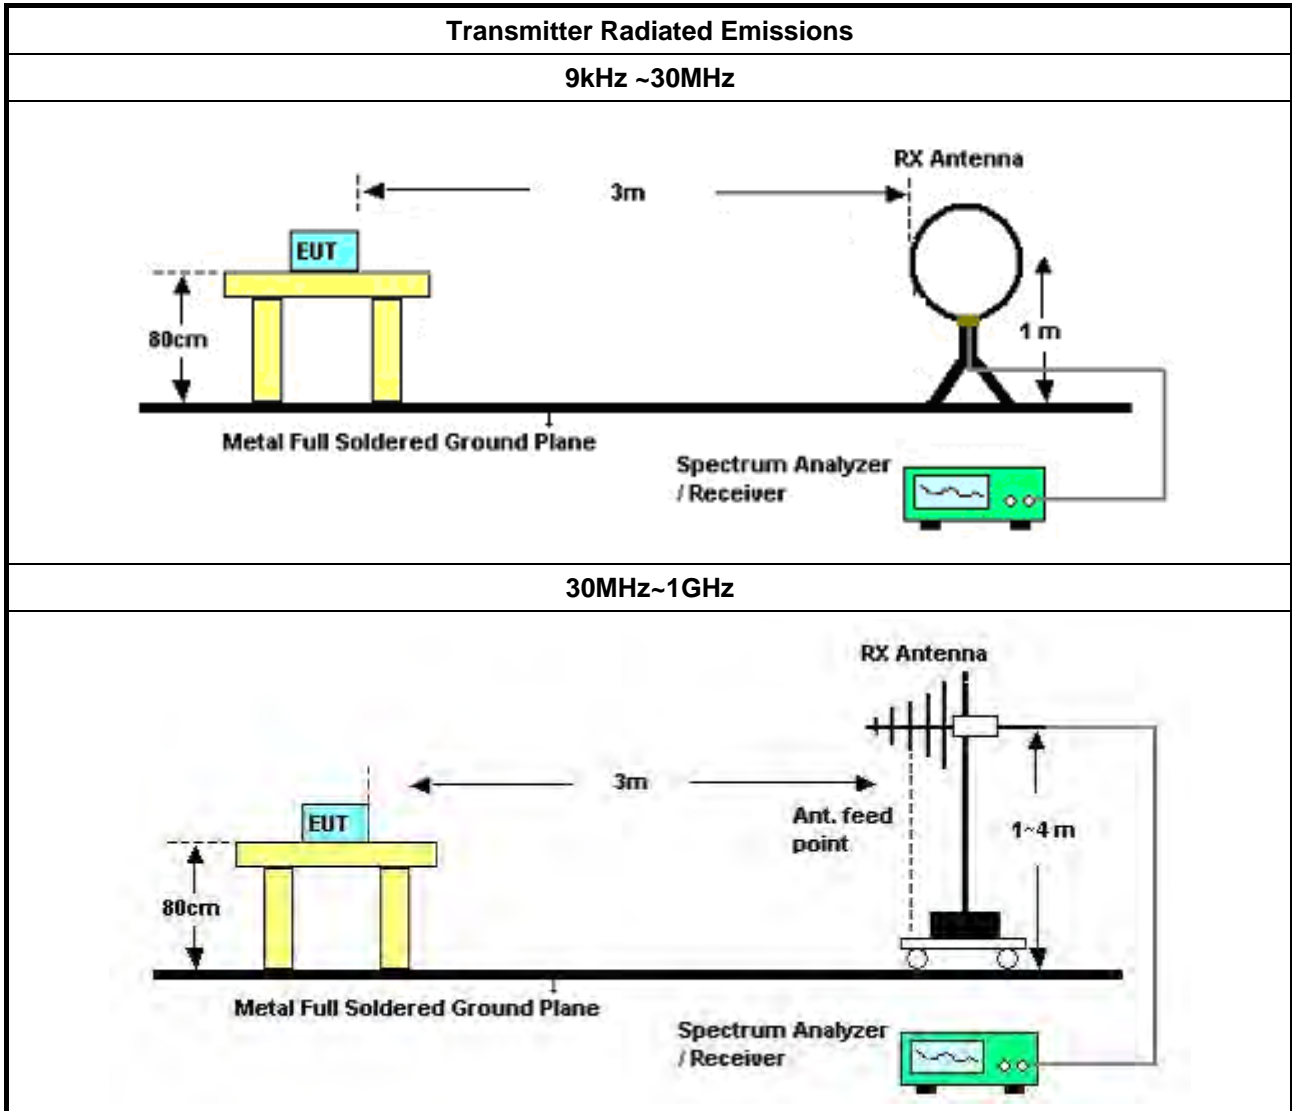 Transmitter Radiated Emissions
9kHz ~30MHz
RX Antenna
3m
EUT
80cm
1 m
Metal Full Soldered Ground Plane
Spectrum Analyzer
/ Receiver
30MHz~1GHz
RX Antenna
3m
EUT
Ant. feed
point
1~4 m
80cm
Metal Full Soldered Ground Plane
Spectrum Analyzer
/ Receiver